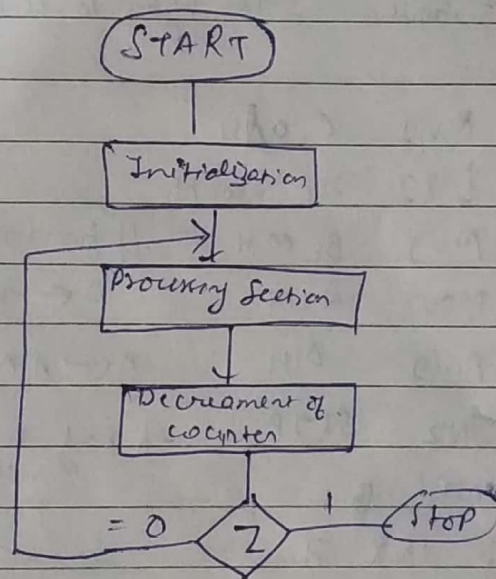 START
Initialization
Processing Section
Decreament of
counter
= 0
Z
1
STOP